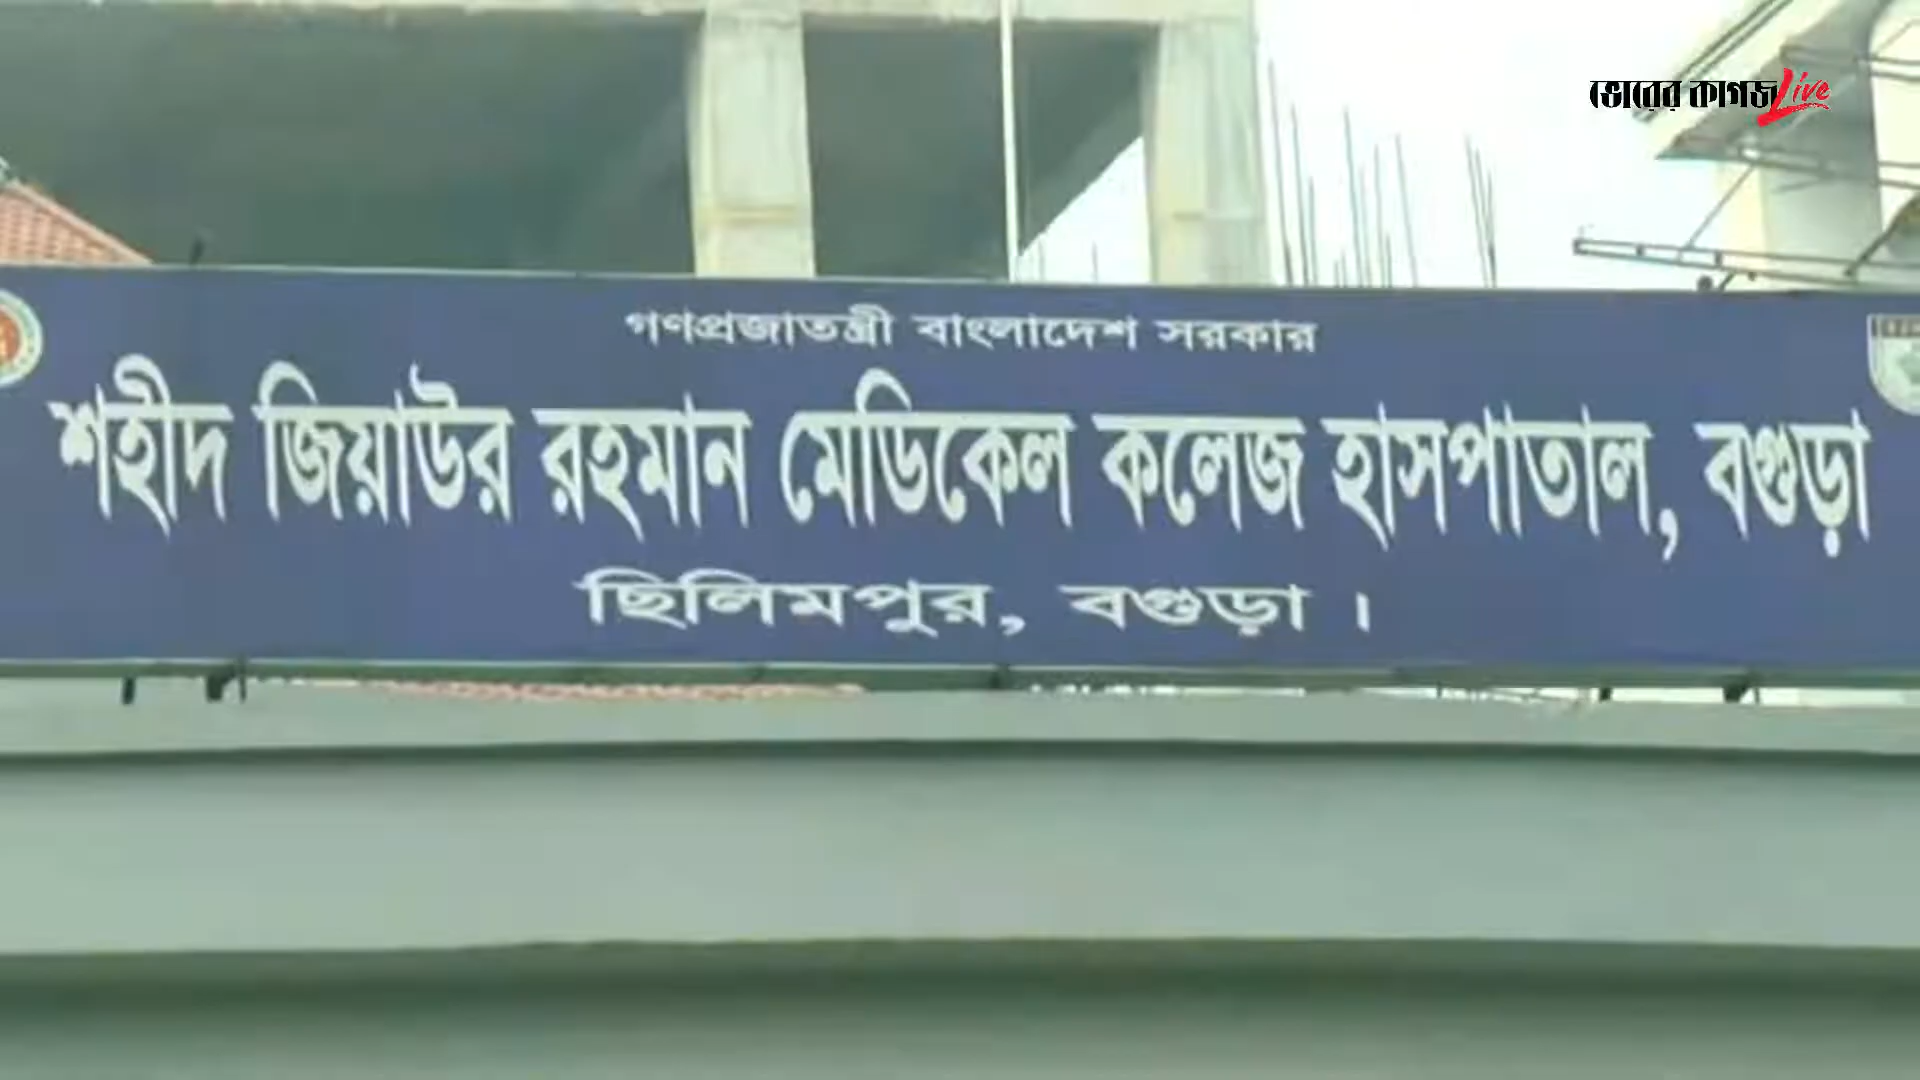 ভোরের কাগজ Live
গণপ্রজাতন্ত্রী বাংলাদেশ সরকার
শহীদ জিয়াউর রহমান মেডিকেল কলেজ হাসপাতাল, বগুড়া
ছিলিমপুর, বগুড়া।